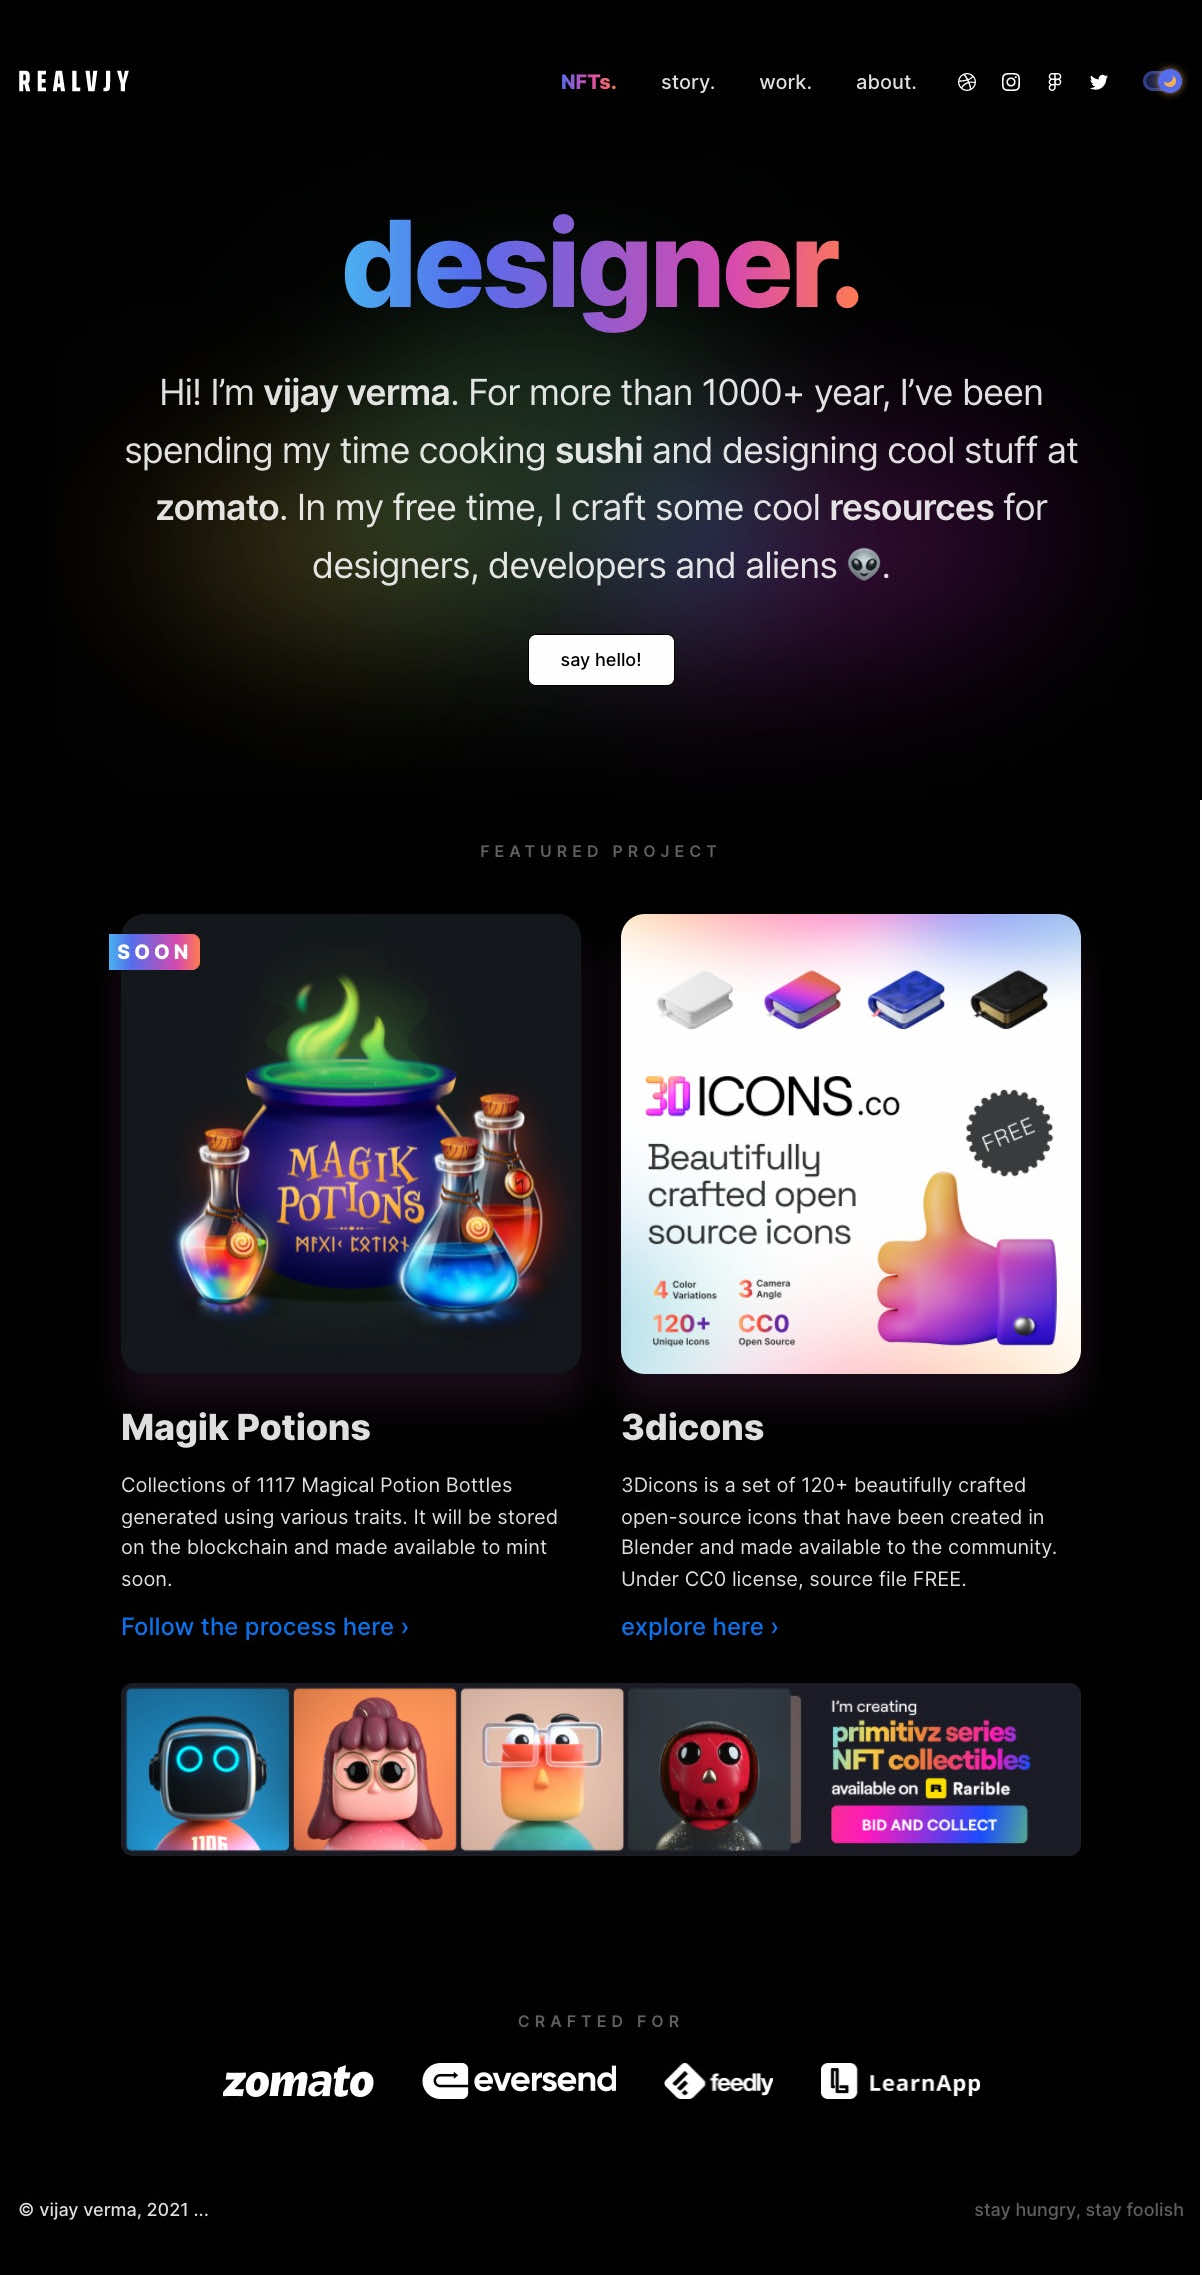 REALVJY
NFTs. story. work. about.
designer.
Hi! I’m vijay verma. For more than 1000+ year, I’ve been
spending my time cooking sushi and designing cool stuff at
zomato. In my free time, I craft some cool resources for
designers, developers and aliens 👽.
say hello!
FEATURED PROJECT
SOON
MAGIK
POTIONS
ᛗᚨᚷᛁᚲ ᛈᛟᛏᛁᛟᚾ
Magik Potions
Collections of 1117 Magical Potion Bottles
generated using various traits. It will be stored
on the blockchain and made available to mint
soon.
Follow the process here ›
3DICONS.co
FREE
Beautifully
crafted open
source icons
4 Color
Variations
3 Camera
Angle
120+
Unique Icons
CC0
Open Source
3dicons
3Dicons is a set of 120+ beautifully crafted
open-source icons that have been created in
Blender and made available to the community.
Under CC0 license, source file FREE.
explore here ›
1106
I’m creating
primitivz series
NFT collectibles
available on R Rarible
BID AND COLLECT
CRAFTED FOR
zomato eversend feedly LearnApp
© vijay verma, 2021 ...
stay hungry, stay foolish